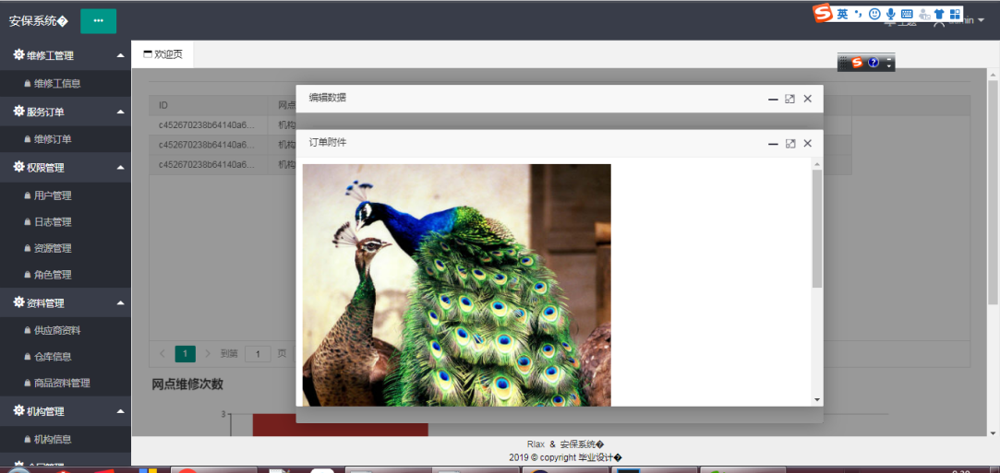 安保系统�
英
admin
维修工管理
欢迎页
维修工信息
编辑数据
ID
网点
服务订单
c452670238b64140a6...
机构
维修订单
订单附件
c452670238b64140a6...
机构
权限管理
c452670238b64140a6...
机构
用户管理
日志管理
资源管理
角色管理
资料管理
供应商资料
仓库信息
1
到第
1
页
商品资料管理
网点维修次数
机构管理
3
机构信息
Rlax & 安保系统�
2019 © copyright 毕业设计�